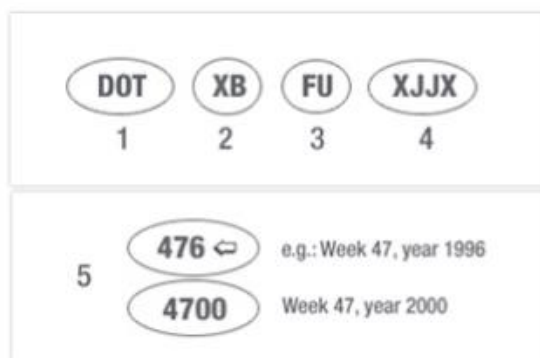 DOT XB FU XJJX
1 2 3 4
476 ⇦ e.g.: Week 47, year 1996
5
4700 Week 47, year 2000